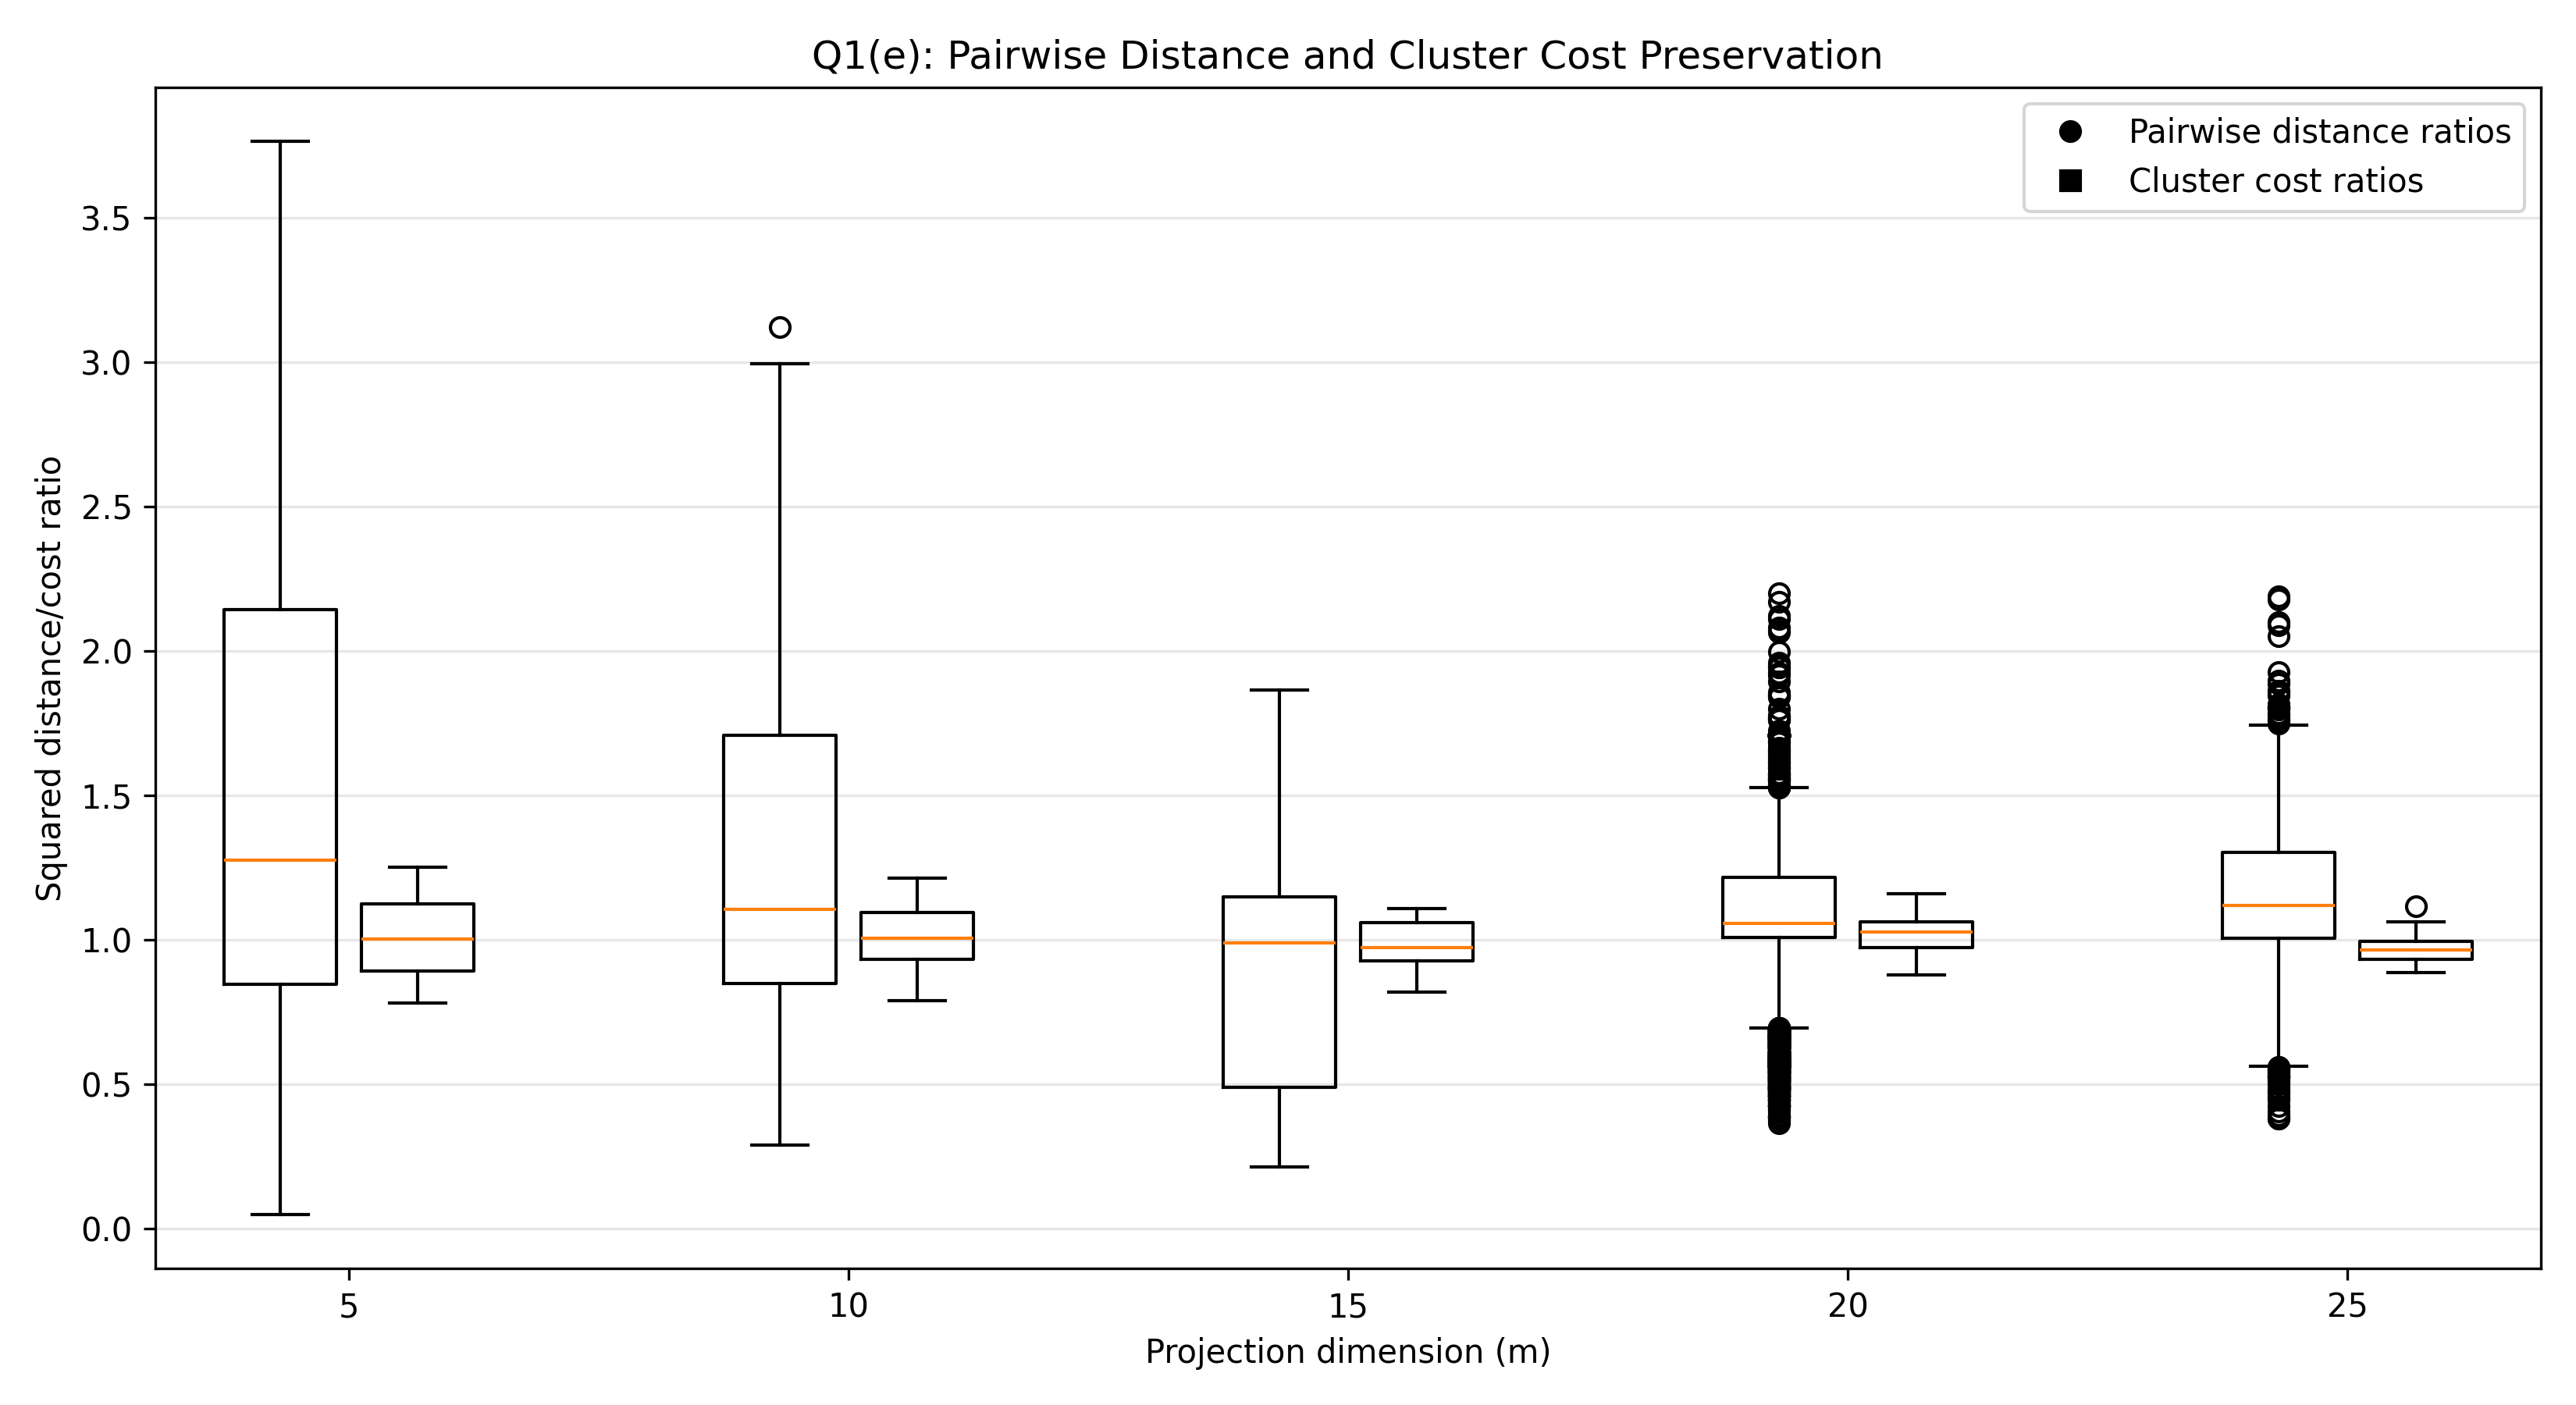 Q1(e): Pairwise Distance and Cluster Cost Preservation
Pairwise distance ratios
Cluster cost ratios
Squared distance/cost ratio
3.5
3.0
2.5
2.0
1.5
1.0
0.5
0.0
5 10 15 20 25
Projection dimension (m)